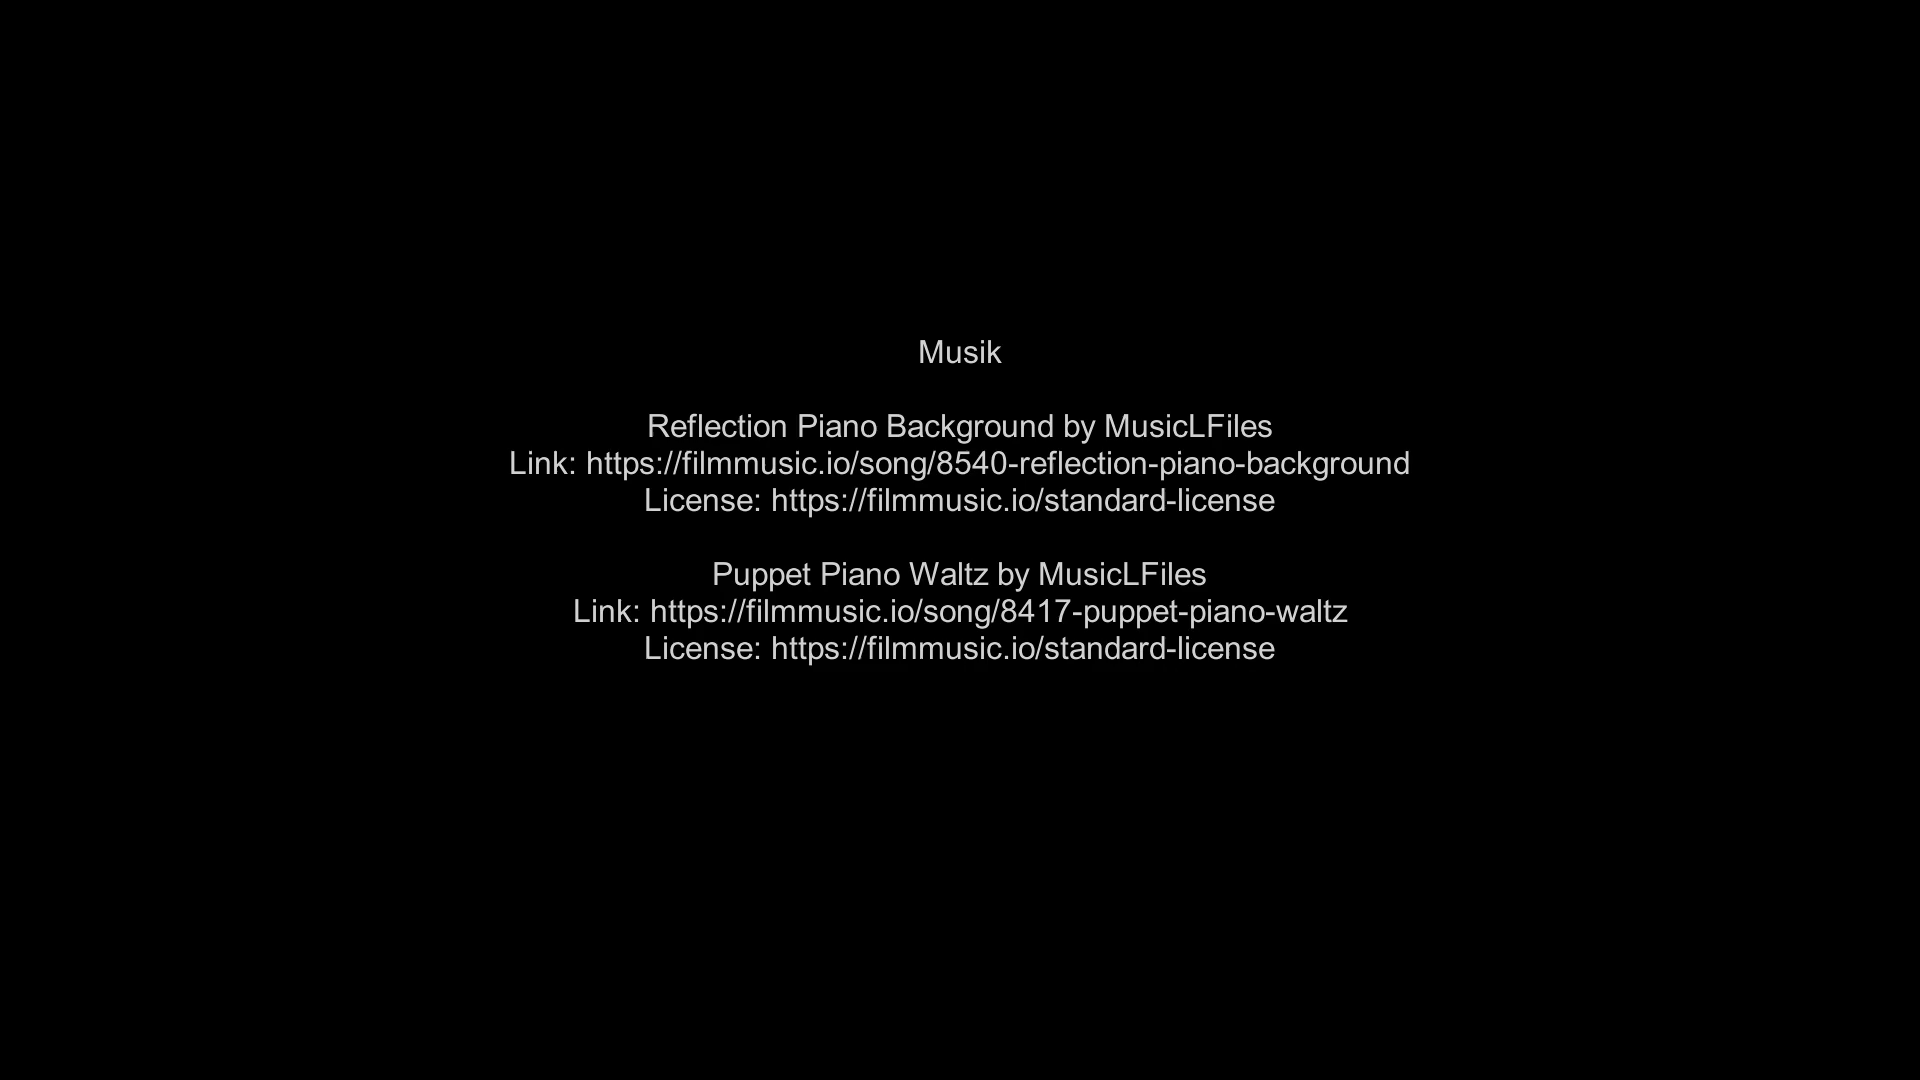 Musik
Reflection Piano Background by MusicLFiles
Link: https://filmmusic.io/song/8540-reflection-piano-background
License: https://filmmusic.io/standard-license
Puppet Piano Waltz by MusicLFiles
Link: https://filmmusic.io/song/8417-puppet-piano-waltz
License: https://filmmusic.io/standard-license